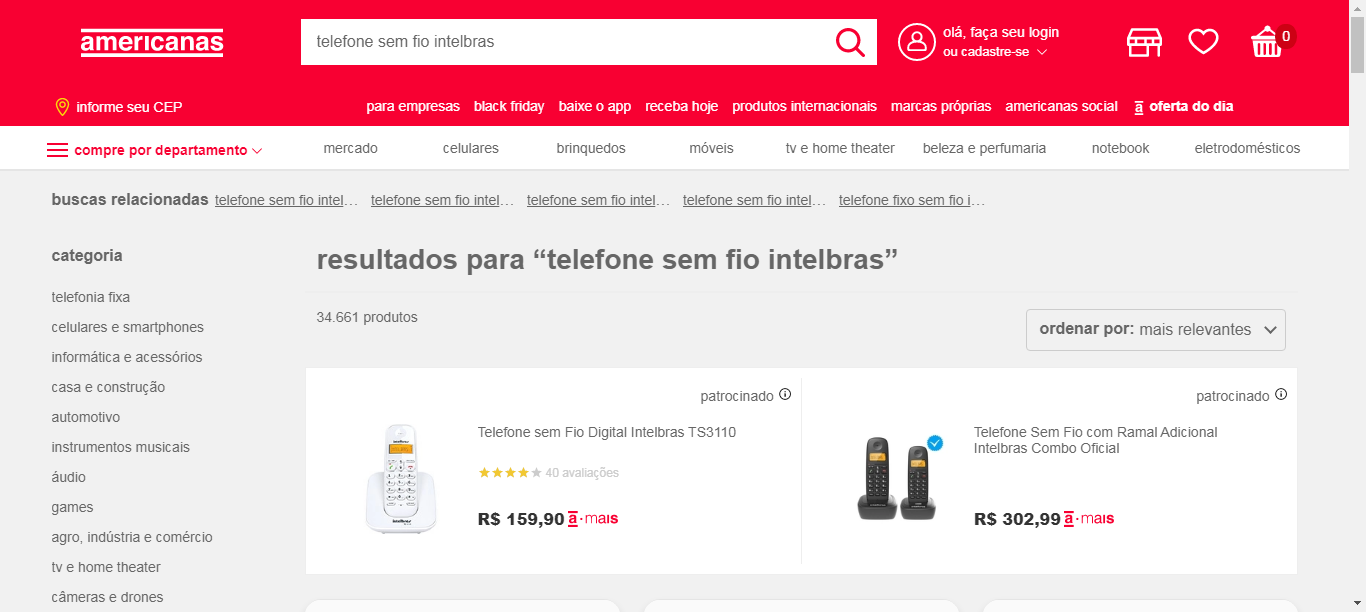 americanas
telefone sem fio intelbras
olá, faça seu login
ou cadastre-se
0
informe seu CEP
para empresas black friday baixe o app receba hoje produtos internacionais marcas próprias americanas social a oferta do dia
compre por departamento
mercado celulares brinquedos móveis tv e home theater beleza e perfumaria notebook eletrodomésticos
buscas relacionadas telefone sem fio intel... telefone sem fio intel... telefone sem fio intel... telefone sem fio intel... telefone fixo sem fio i...
categoria
telefonia fixa
celulares e smartphones
informática e acessórios
casa e construção
automotivo
instrumentos musicais
áudio
games
agro, indústria e comércio
tv e home theater
câmeras e drones
resultados para “telefone sem fio intelbras”
34.661 produtos
ordenar por: mais relevantes
patrocinado
Telefone sem Fio Digital Intelbras TS3110
40 avaliações
R$ 159,90 a·mais
patrocinado
Telefone Sem Fio com Ramal Adicional
Intelbras Combo Oficial
R$ 302,99 a·mais